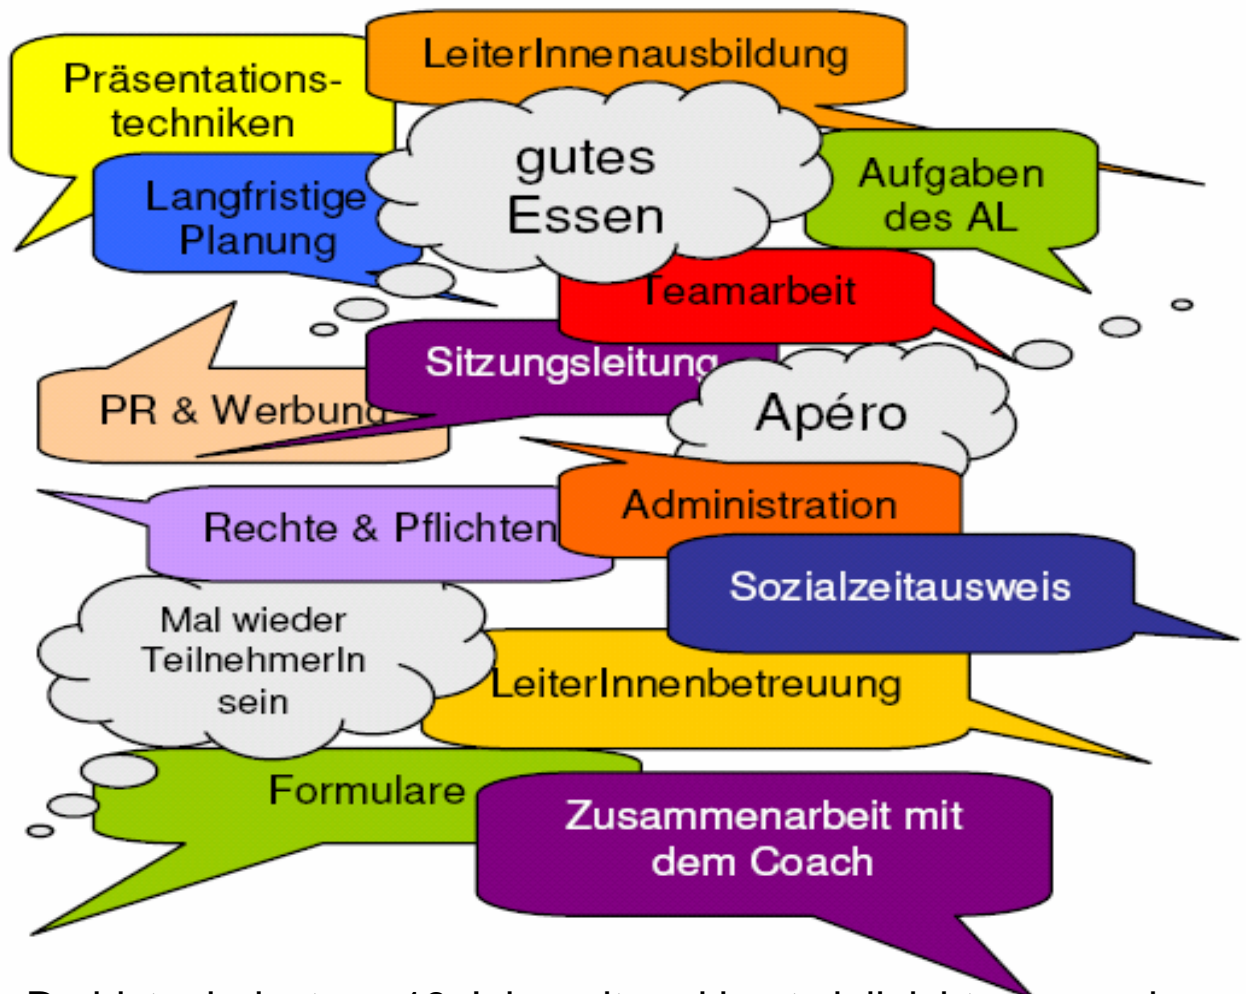 LeiterInnenausbildung
Präsentations-
techniken
gutes
Essen
Aufgaben
des AL
Langfristige
Planung
Teamarbeit
Sitzungsleitung
PR & Werbung
Apéro
Administration
Rechte & Pflichten
Sozialzeitausweis
Mal wieder
TeilnehmerIn
sein
LeiterInnenbetreuung
Formulare
Zusammenarbeit mit
dem Coach